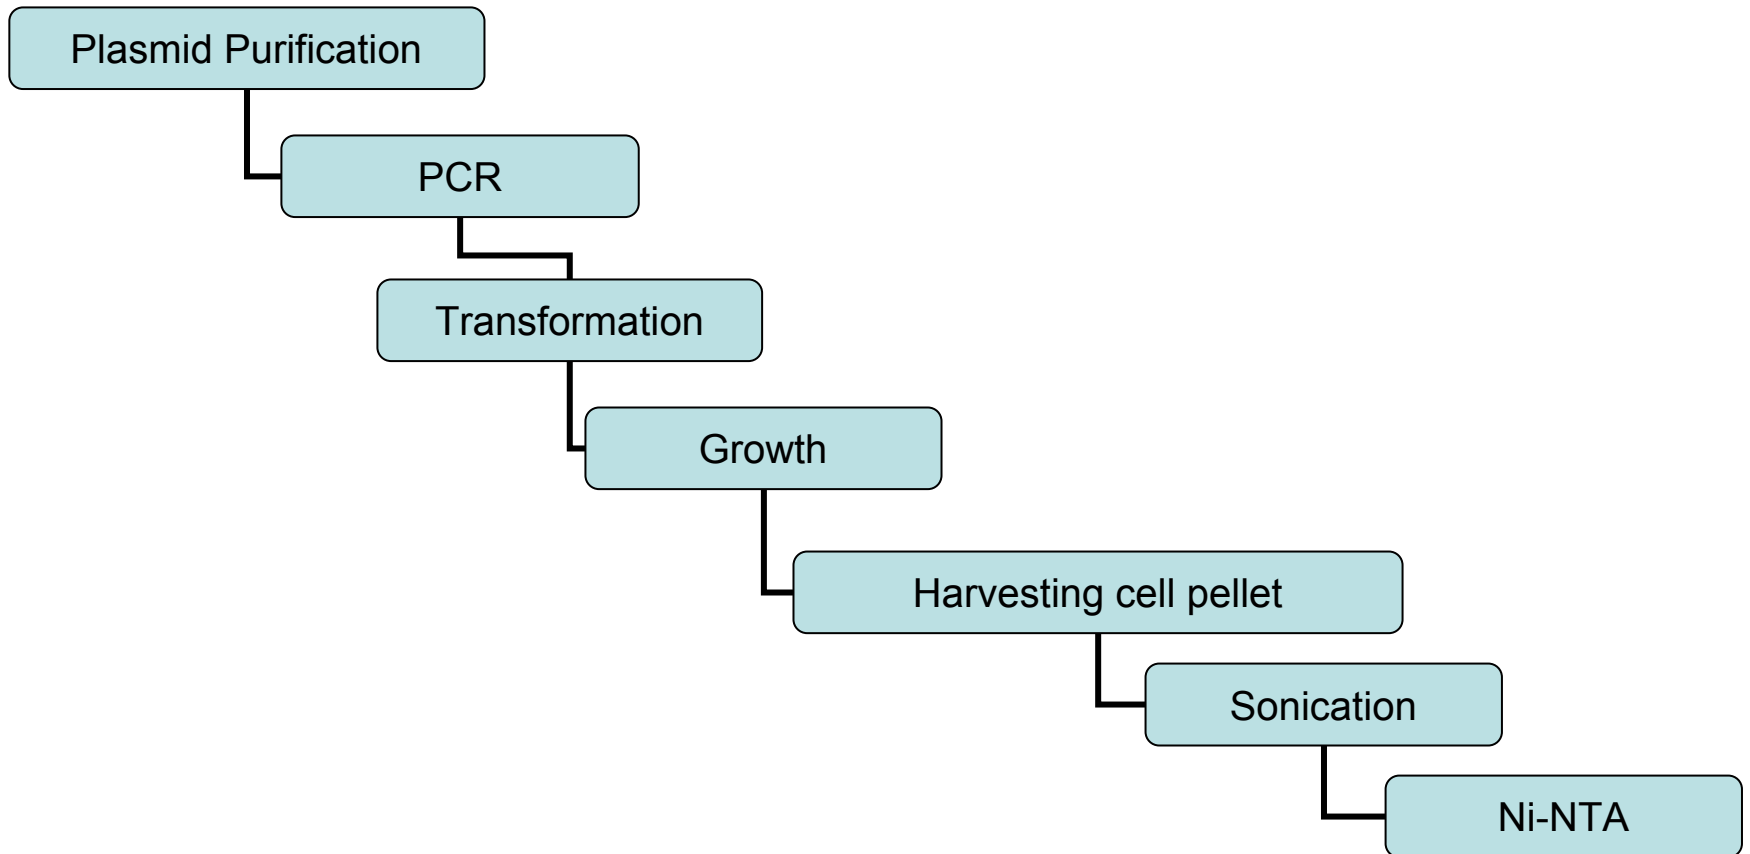 Plasmid Purification
PCR
Transformation
Growth
Harvesting cell pellet
Sonication
Ni-NTA